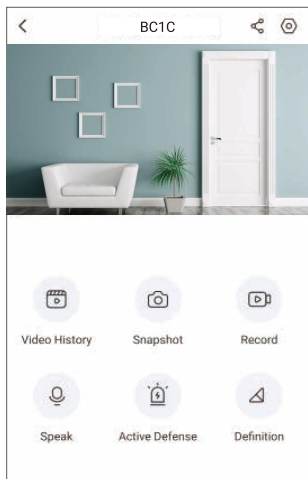 BC1C
Video History
Snapshot
Record
Speak
Active Defense
Definition